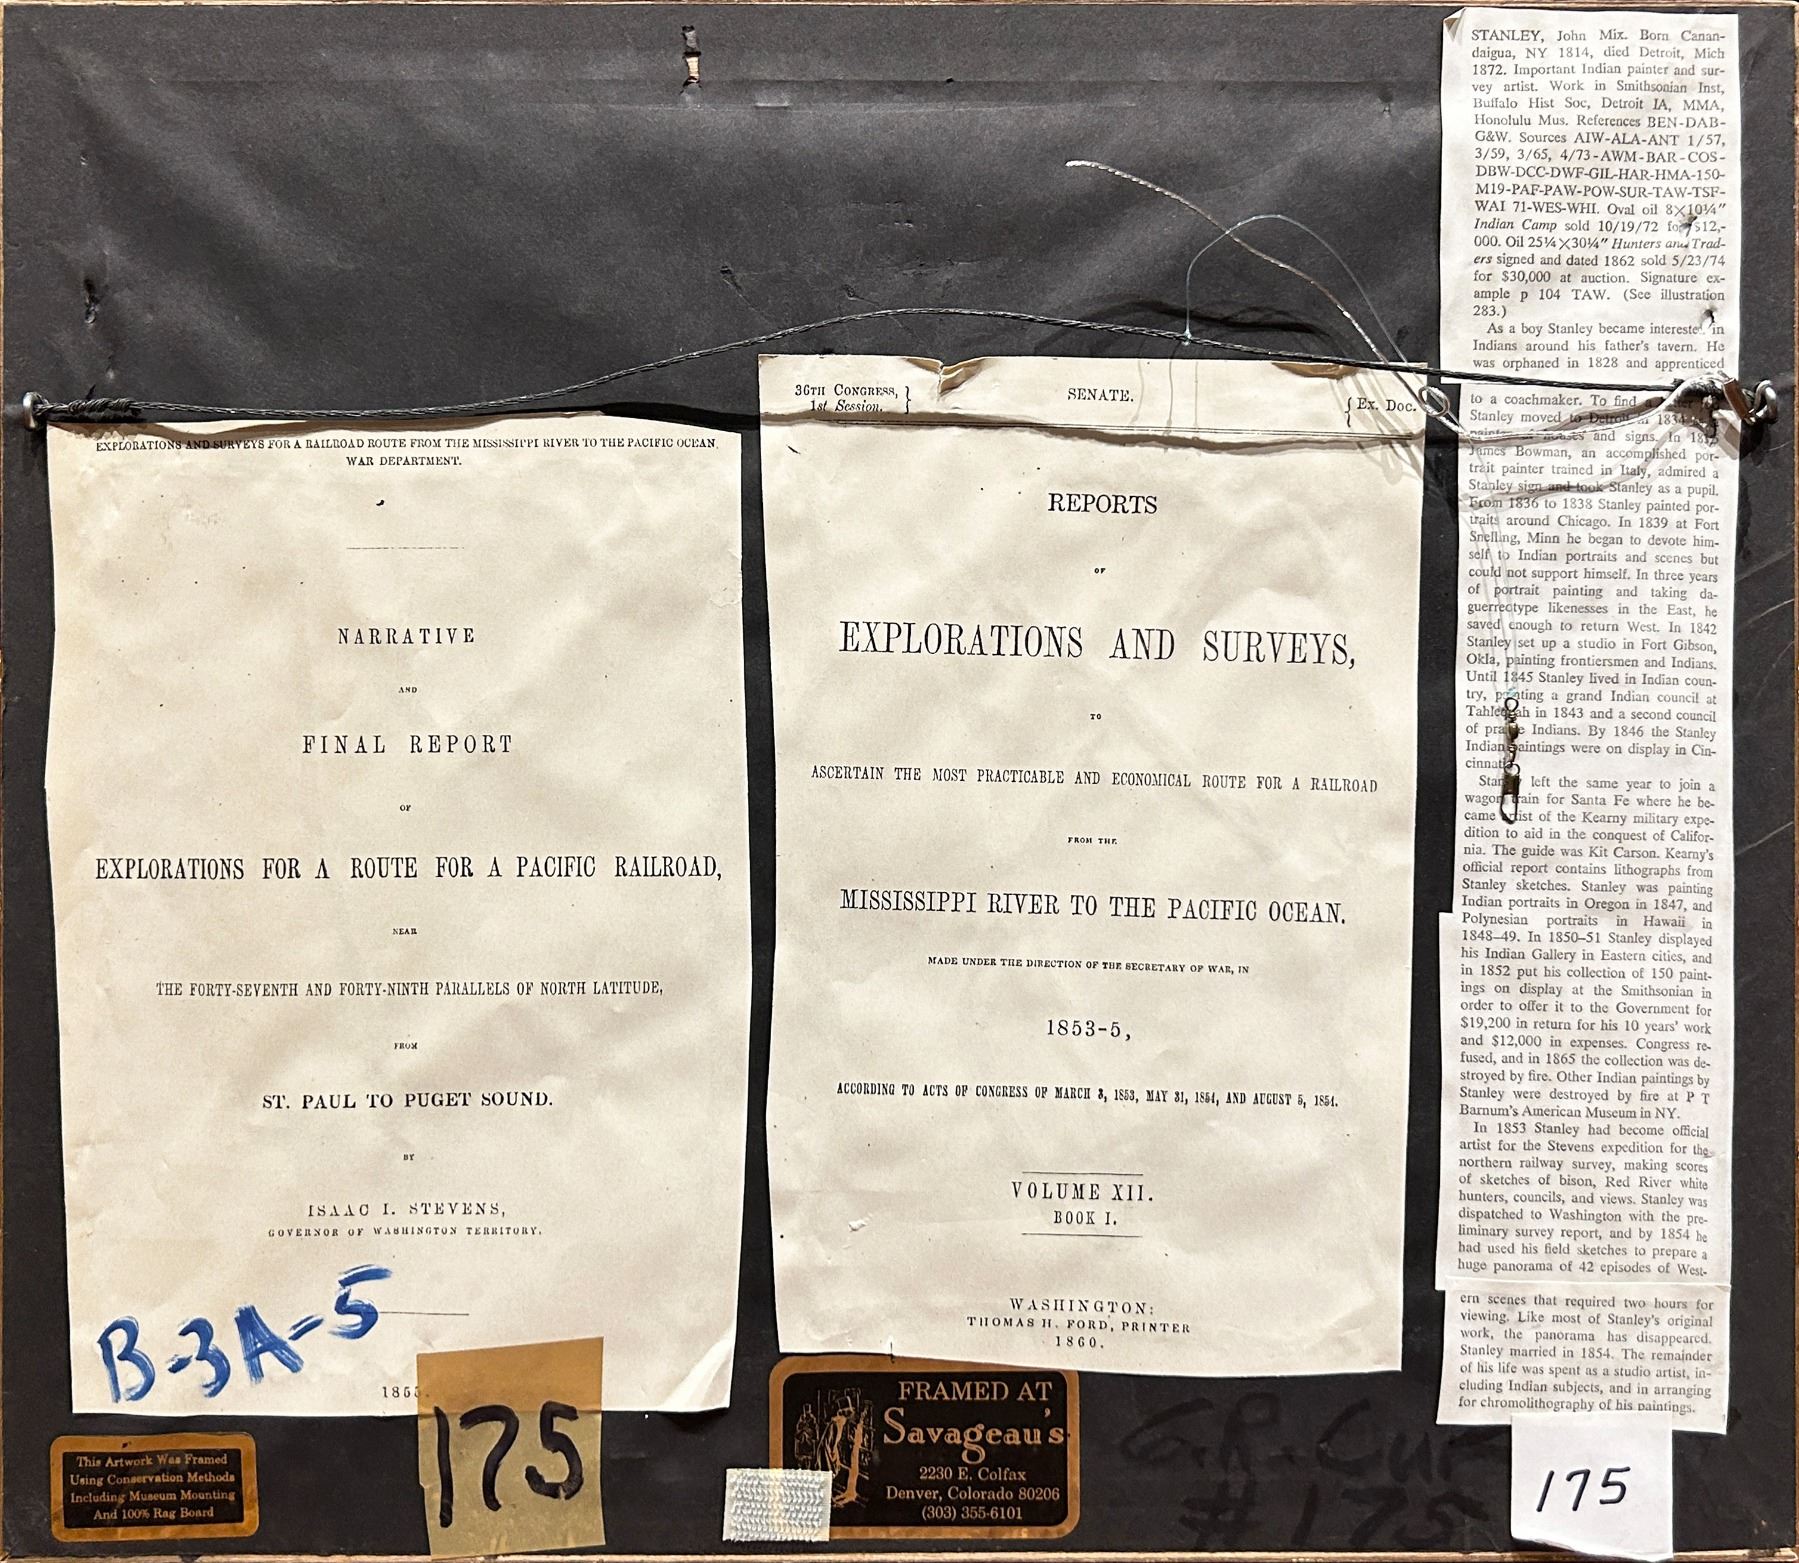 EXPLORATIONS AND SURVEYS FOR A RAILROAD ROUTE FROM THE MISSISSIPPI RIVER TO THE PACIFIC OCEAN.
WAR DEPARTMENT.
NARRATIVE
AND
FINAL REPORT
OF
EXPLORATIONS FOR A ROUTE FOR A PACIFIC RAILROAD,
NEAR
THE FORTY-SEVENTH AND FORTY-NINTH PARALLELS OF NORTH LATITUDE,
FROM
ST. PAUL TO PUGET SOUND.
BY
ISAAC I. STEVENS,
GOVERNOR OF WASHINGTON TERRITORY.
B-3A-5
185
175
This Artwork Was Framed
Using Conservation Methods
Including Museum Mounting
And 100% Rag Board
36TH CONGRESS,
1st Session.
SENATE.
Ex. Doc.
REPORTS
OF
EXPLORATIONS AND SURVEYS,
TO
ASCERTAIN THE MOST PRACTICABLE AND ECONOMICAL ROUTE FOR A RAILROAD
FROM THE
MISSISSIPPI RIVER TO THE PACIFIC OCEAN.
MADE UNDER THE DIRECTION OF THE SECRETARY OF WAR, IN
1853-5,
ACCORDING TO ACTS OF CONGRESS OF MARCH 3, 1853, MAY 31, 1854, AND AUGUST 5, 1854.
VOLUME XII.
BOOK I.
WASHINGTON:
THOMAS H. FORD, PRINTER
1860.
FRAMED AT
Savageau's
2230 E. Colfax
Denver, Colorado 80206
(303) 355-6101
G.R.
# 175
STANLEY, John Mix. Born Canan-
daigua, NY 1814, died Detroit, Mich
1872. Important Indian painter and sur-
vey artist. Work in Smithsonian Inst,
Buffalo Hist Soc, Detroit IA, MMA,
Honolulu Mus. References BEN-DAB-
G&W. Sources AIW-ALA-ANT 1/57,
3/59, 3/65, 4/73-AWM-BAR-COS-
DBW-DCC-DWF-GIL-HAR-HMA-150-
M19-PAF-PAW-POW-SUR-TAW-TSF-
WAI 71-WES-WHI. Oval oil 8×10¼"
Indian Camp sold 10/19/72 for $12,-
000. Oil 25¼×30¼" Hunters and Trad-
ers signed and dated 1862 sold 5/23/74
for $30,000 at auction. Signature ex-
ample p 104 TAW. (See illustration
283.)
As a boy Stanley became interested in
Indians around his father's tavern. He
was orphaned in 1828 and apprenticed
to a coachmaker. To find a
Stanley moved to Detroit in 1834
houses and signs. In 1835
James Bowman, an accomplished por-
trait painter trained in Italy, admired a
Stanley sign and took Stanley as a pupil.
From 1836 to 1838 Stanley painted por-
traits around Chicago. In 1839 at Fort
Snelling, Minn he began to devote him-
self to Indian portraits and scenes but
could not support himself. In three years
of portrait painting and taking da-
guerreotype likenesses in the East, he
saved enough to return West. In 1842
Stanley set up a studio in Fort Gibson,
Okla, painting frontiersmen and Indians.
Until 1845 Stanley lived in Indian coun-
try, painting a grand Indian council at
Tahlequah in 1843 and a second council
of prairie Indians. By 1846 the Stanley
Indian paintings were on display in Cin-
cinnati.
Stanley left the same year to join a
wagon train for Santa Fe where he be-
came artist of the Kearny military expe-
dition to aid in the conquest of Califor-
nia. The guide was Kit Carson. Kearny's
official report contains lithographs from
Stanley sketches. Stanley was painting
Indian portraits in Oregon in 1847, and
Polynesian portraits in Hawaii in
1848–49. In 1850–51 Stanley displayed
his Indian Gallery in Eastern cities, and
in 1852 put his collection of 150 paint-
ings on display at the Smithsonian in
order to offer it to the Government for
$19,200 in return for his 10 years' work
and $12,000 in expenses. Congress re-
fused, and in 1865 the collection was de-
stroyed by fire. Other Indian paintings by
Stanley were destroyed by fire at P T
Barnum's American Museum in NY.
In 1853 Stanley had become official
artist for the Stevens expedition for the
northern railway survey, making scores
of sketches of bison, Red River white
hunters, councils, and views. Stanley was
dispatched to Washington with the pre-
liminary survey report, and by 1854 he
had used his field sketches to prepare a
huge panorama of 42 episodes of West-
ern scenes that required two hours for
viewing. Like most of Stanley's original
work, the panorama has disappeared.
Stanley married in 1854. The remainder
of his life was spent as a studio artist, in-
cluding Indian subjects, and in arranging
for chromolithography of his paintings.
175